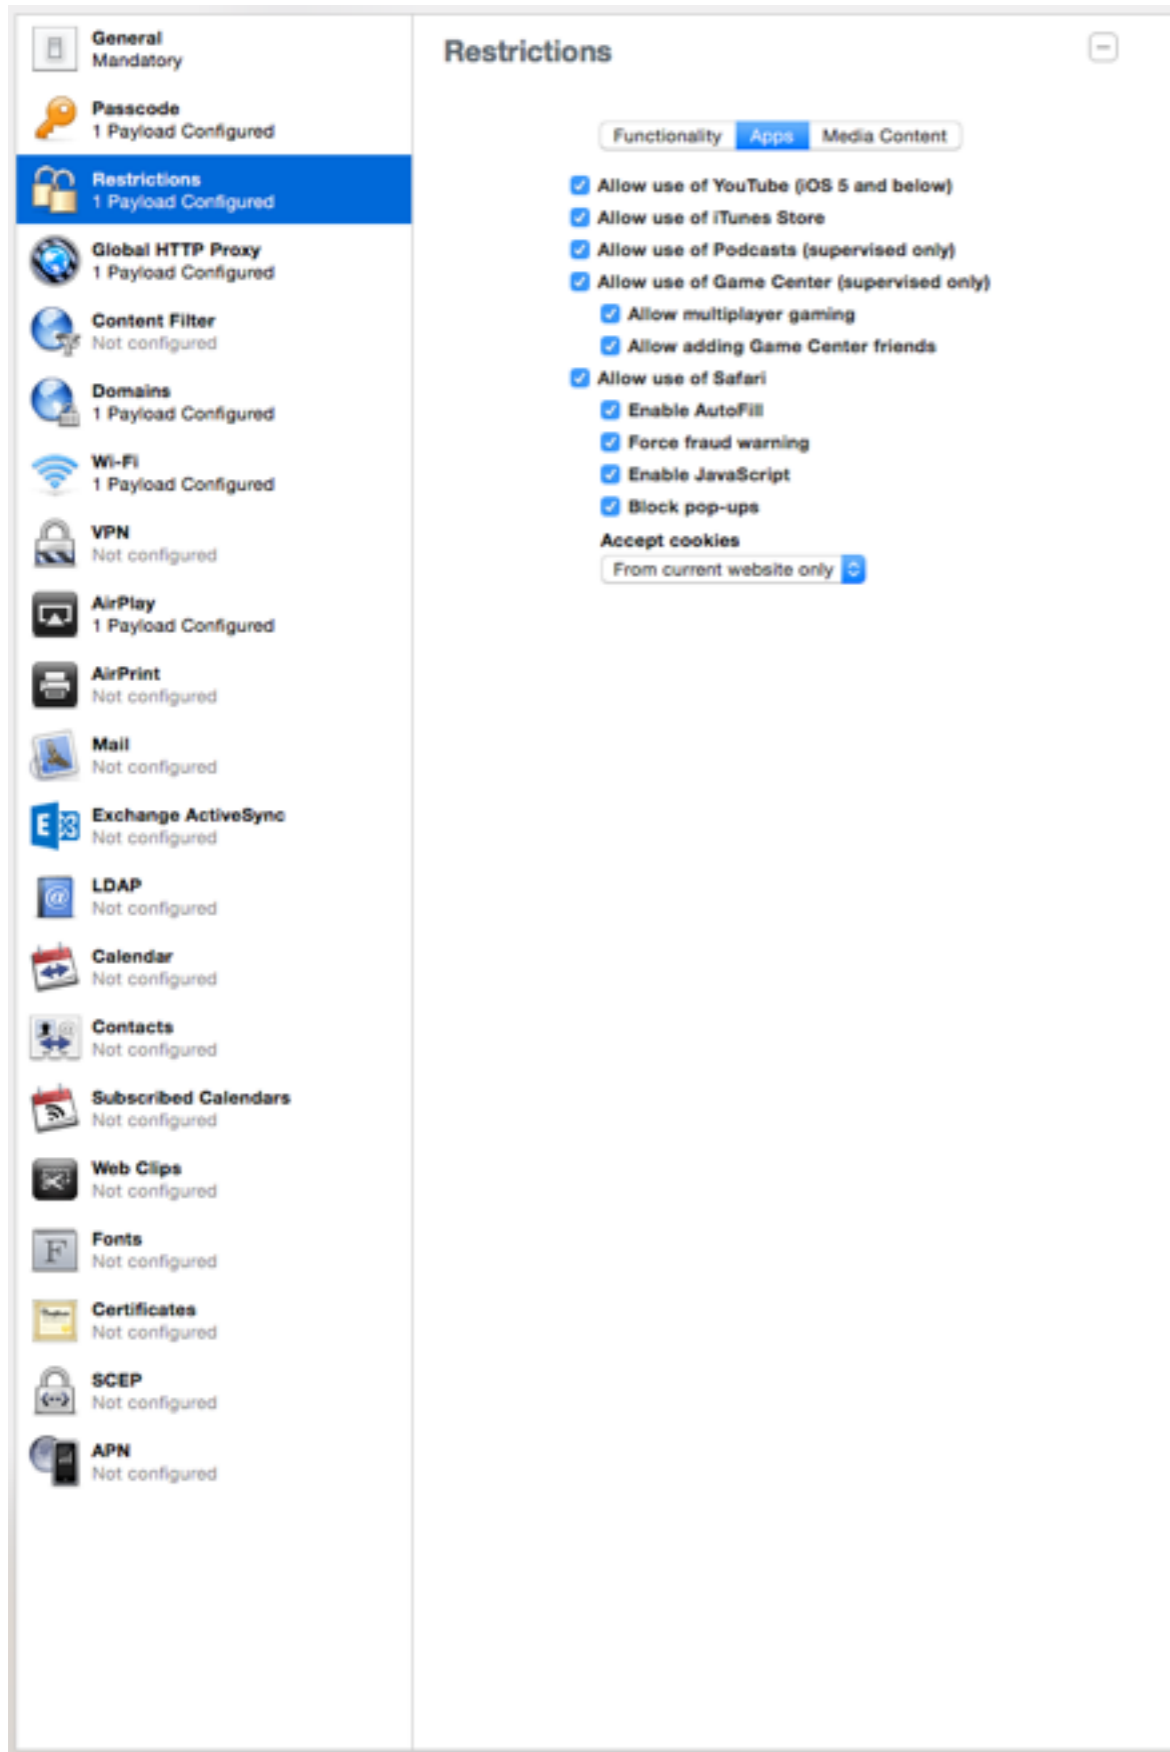 General
Mandatory
Passcode
1 Payload Configured
Restrictions
1 Payload Configured
Global HTTP Proxy
1 Payload Configured
Content Filter
Not configured
Domains
1 Payload Configured
Wi-Fi
1 Payload Configured
VPN
Not configured
AirPlay
1 Payload Configured
AirPrint
Not configured
Mail
Not configured
Exchange ActiveSync
Not configured
LDAP
Not configured
Calendar
Not configured
Contacts
Not configured
Subscribed Calendars
Not configured
Web Clips
Not configured
Fonts
Not configured
Certificates
Not configured
SCEP
Not configured
APN
Not configured
Restrictions
Functionality Apps Media Content
Allow use of YouTube (iOS 5 and below)
Allow use of iTunes Store
Allow use of Podcasts (supervised only)
Allow use of Game Center (supervised only)
Allow multiplayer gaming
Allow adding Game Center friends
Allow use of Safari
Enable AutoFill
Force fraud warning
Enable JavaScript
Block pop-ups
Accept cookies
From current website only